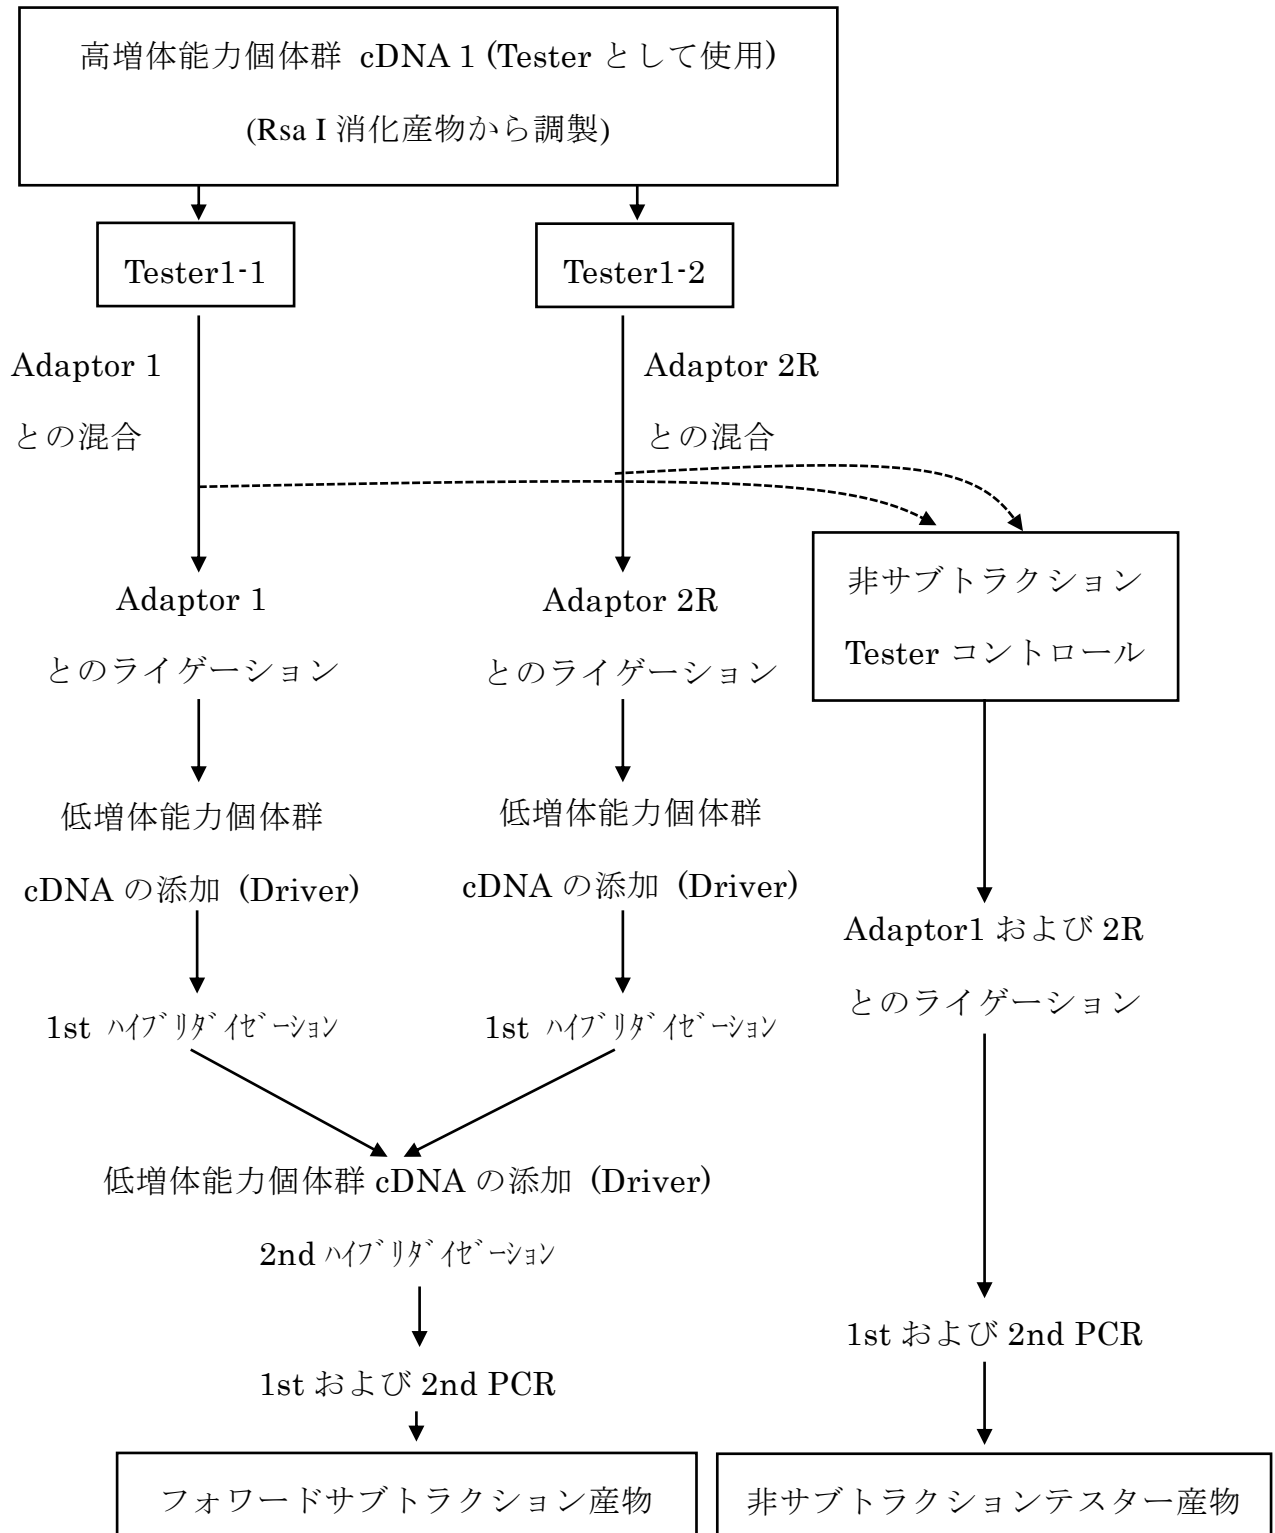 高増体能力個体群 cDNA 1 (Tester として使用)
(Rsa I 消化産物から調製)
Tester1-1
Tester1-2
Adaptor 1
との混合
Adaptor 2R
との混合
非サブトラクション
Tester コントロール
Adaptor 1
とのライゲーション
Adaptor 2R
とのライゲーション
低増体能力個体群
cDNA の添加 (Driver)
低増体能力個体群
cDNA の添加 (Driver)
Adaptor1 および 2R
とのライゲーション
1st ﾊｲﾌﾞﾘﾀﾞｲｾﾞｰｼｮﾝ
1st ﾊｲﾌﾞﾘﾀﾞｲｾﾞｰｼｮﾝ
低増体能力個体群 cDNA の添加 (Driver)
2nd ﾊｲﾌﾞﾘﾀﾞｲｾﾞｰｼｮﾝ
1st および 2nd PCR
1st および 2nd PCR
フォワードサブトラクション産物
非サブトラクションテスター産物